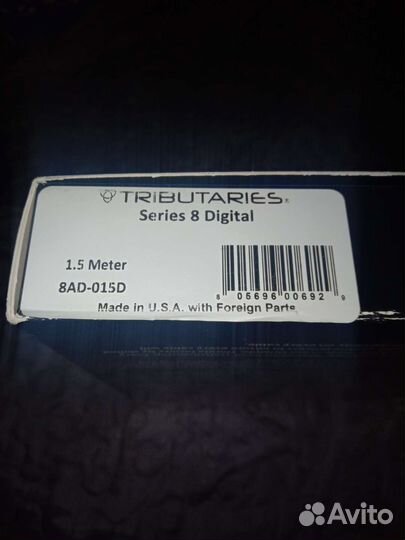 TRIBUTARIES®
Series 8 Digital
1.5 Meter
8AD-015D
8 05696 00692 9
Made in U.S.A. with Foreign Parts
Avito